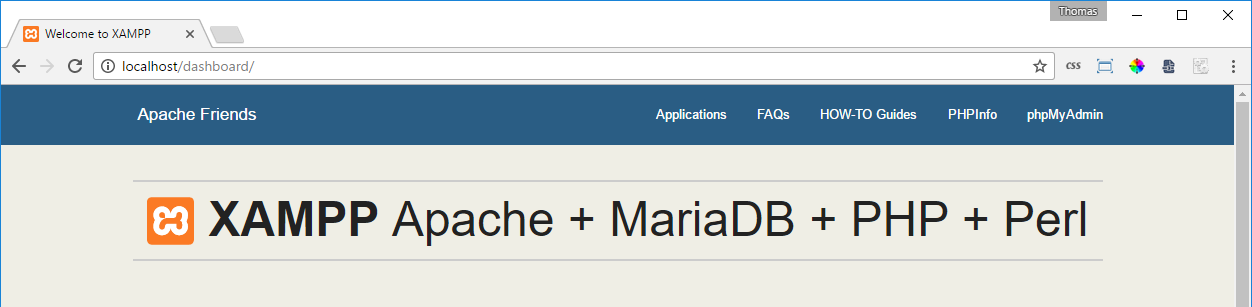 Thomas
Welcome to XAMPP
localhost/dashboard/
css
Apache Friends Applications FAQs HOW-TO Guides PHPInfo phpMyAdmin
XAMPP Apache + MariaDB + PHP + Perl